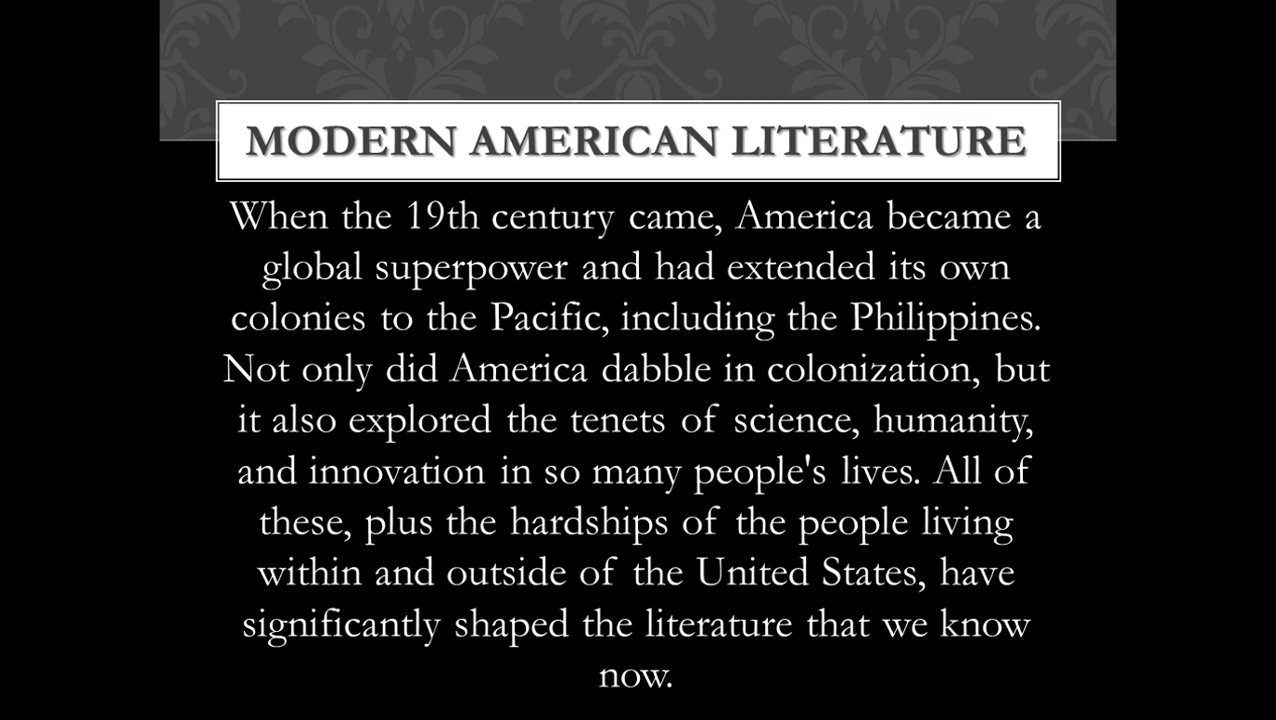 MODERN AMERICAN LITERATURE
When the 19th century came, America became a
global superpower and had extended its own
colonies to the Pacific, including the Philippines.
Not only did America dabble in colonization, but
it also explored the tenets of science, humanity,
and innovation in so many people's lives. All of
these, plus the hardships of the people living
within and outside of the United States, have
significantly shaped the literature that we know
now.